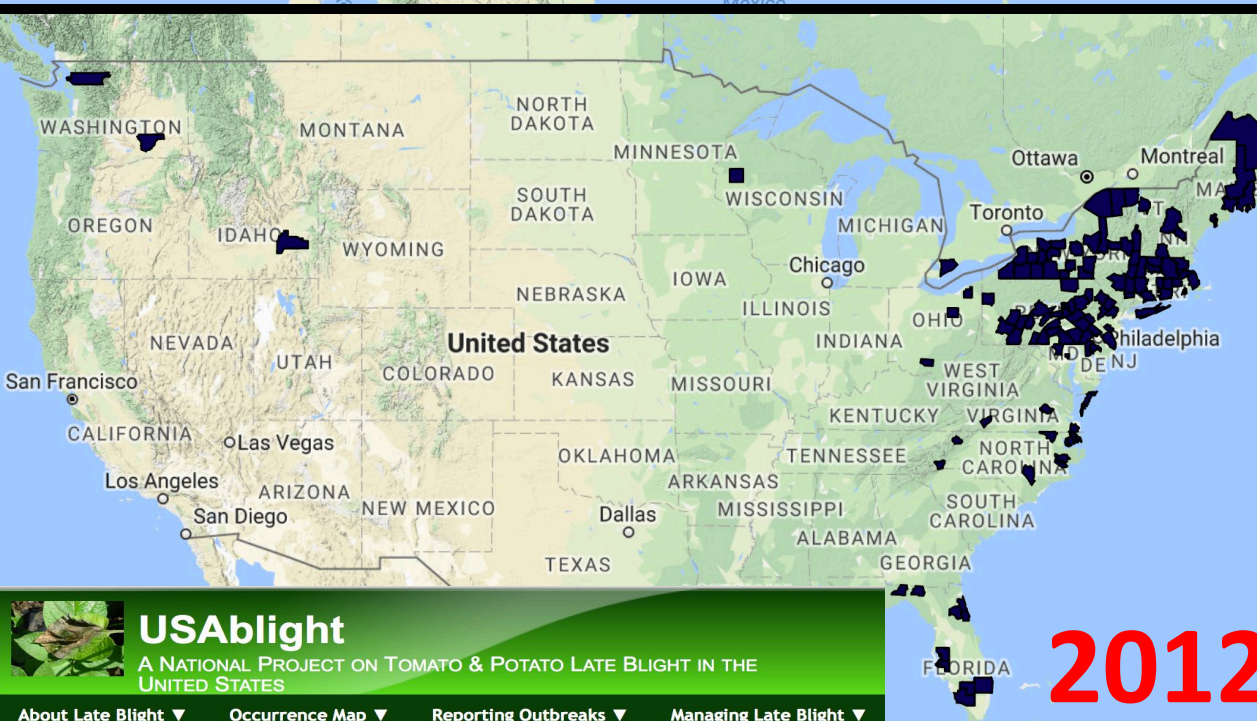 MONTANA
NORTH
DAKOTA
WASHINGTON
MINNESOTA
Ottawa
Montreal
SOUTH
DAKOTA
WISCONSIN
MA
OREGON
IDAHO
WYOMING
MICHIGAN
Toronto
VT
NH
Chicago
IOWA
NEBRASKA
ILLINOIS
OHIO
NEVADA
United States
INDIANA
Philadelphia
UTAH
COLORADO
KANSAS
MISSOURI
WEST
VIRGINIA
MD
DE
NJ
San Francisco
KENTUCKY
VIRGINIA
CALIFORNIA
Las Vegas
OKLAHOMA
TENNESSEE
NORTH
CAROLINA
Los Angeles
ARIZONA
NEW MEXICO
ARKANSAS
San Diego
Dallas
MISSISSIPPI
SOUTH
CAROLINA
ALABAMA
TEXAS
GEORGIA
FLORIDA
2012
USAblight
A National Project on Tomato & Potato Late Blight in the
United States
About Late Blight ▼ Occurrence Map ▼ Reporting Outbreaks ▼ Managing Late Blight ▼